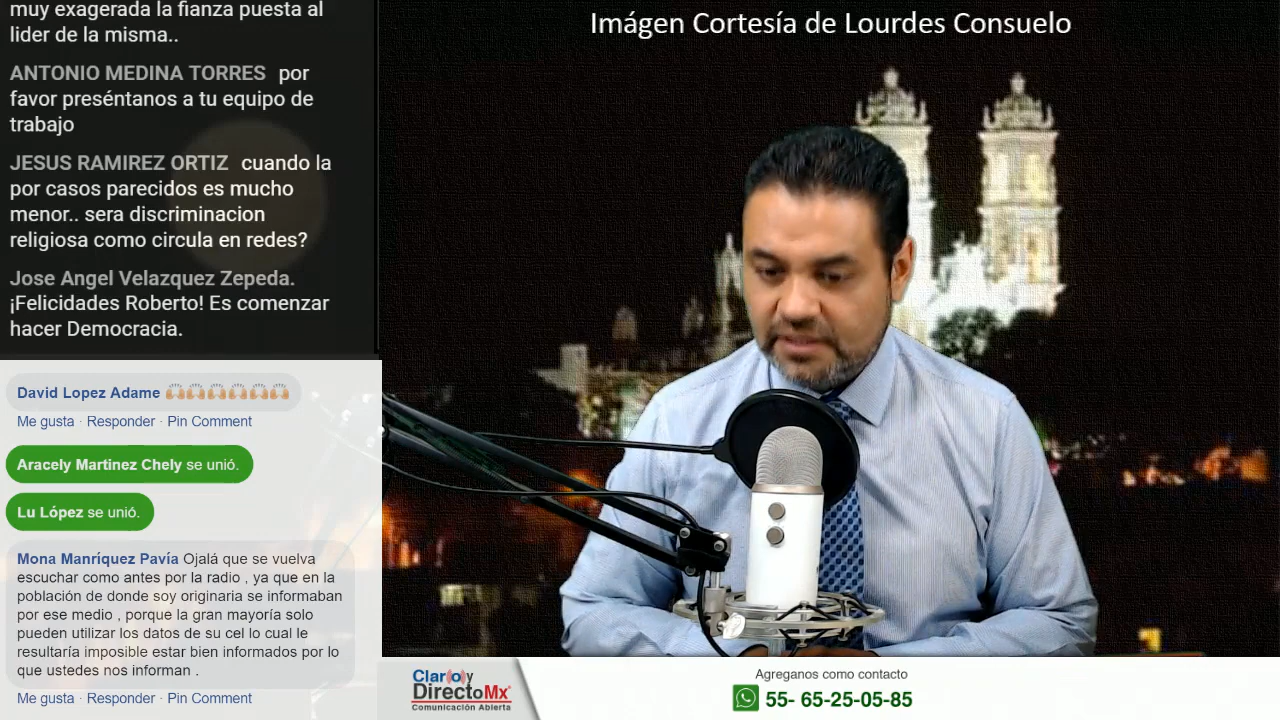 muy exagerada la fianza puesta al
lider de la misma..
ANTONIO MEDINA TORRES por
favor preséntanos a tu equipo de
trabajo
JESUS RAMIREZ ORTIZ cuando la
por casos parecidos es mucho
menor.. sera discriminacion
religiosa como circula en redes?
Jose Angel Velazquez Zepeda.
¡Felicidades Roberto! Es comenzar
hacer Democracia.
David Lopez Adame
Me gusta · Responder · Pin Comment
Aracely Martinez Chely se unió.
Lu López se unió.
Mona Manríquez Pavía Ojalá que se vuelva
escuchar como antes por la radio , ya que en la
población de donde soy originaria se informaban
por ese medio , porque la gran mayoría solo
pueden utilizar los datos de su cel lo cual le
resultaría imposible estar bien informados por lo
que ustedes nos informan .
Me gusta · Responder · Pin Comment
Imágen Cortesía de Lourdes Consuelo
Claro y
DirectoMx
Comunicación Abierta
Agreganos como contacto
55- 65-25-05-85